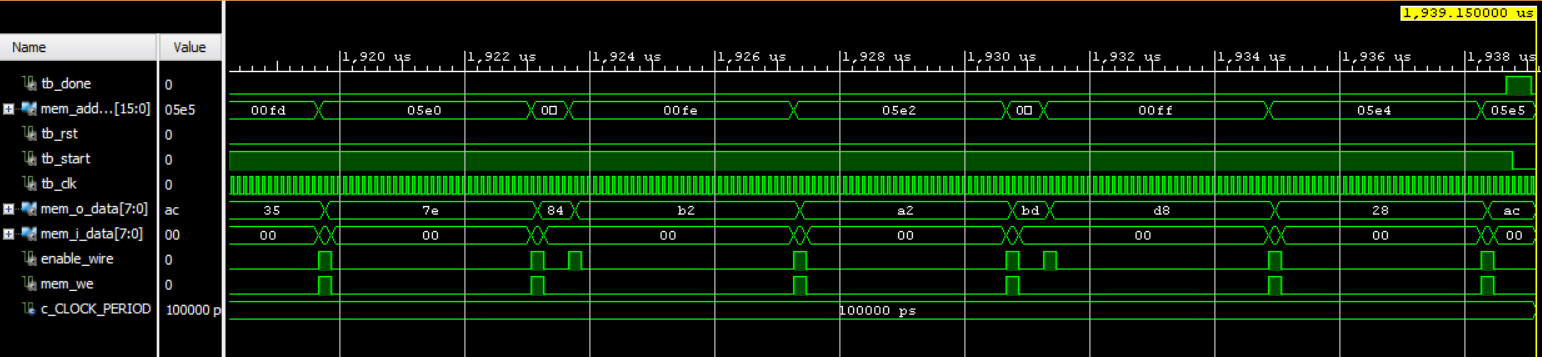 1,939.150000 us
Name Value
1,920 us 1,922 us 1,924 us 1,926 us 1,928 us 1,930 us 1,932 us 1,934 us 1,936 us 1,938 us
tb_done 0
mem_add...[15:0] 05e5 00fd 05e0 00 00fe 05e2 00 00ff 05e4 05e5
tb_rst 0
tb_start 0
tb_clk 0
mem_o_data[7:0] ac 35 7e 84 b2 a2 bd d8 28 ac
mem_i_data[7:0] 00 00 00 00 00 00 00 00
enable_wire 0
mem_we 0
c_CLOCK_PERIOD 100000 p 100000 ps